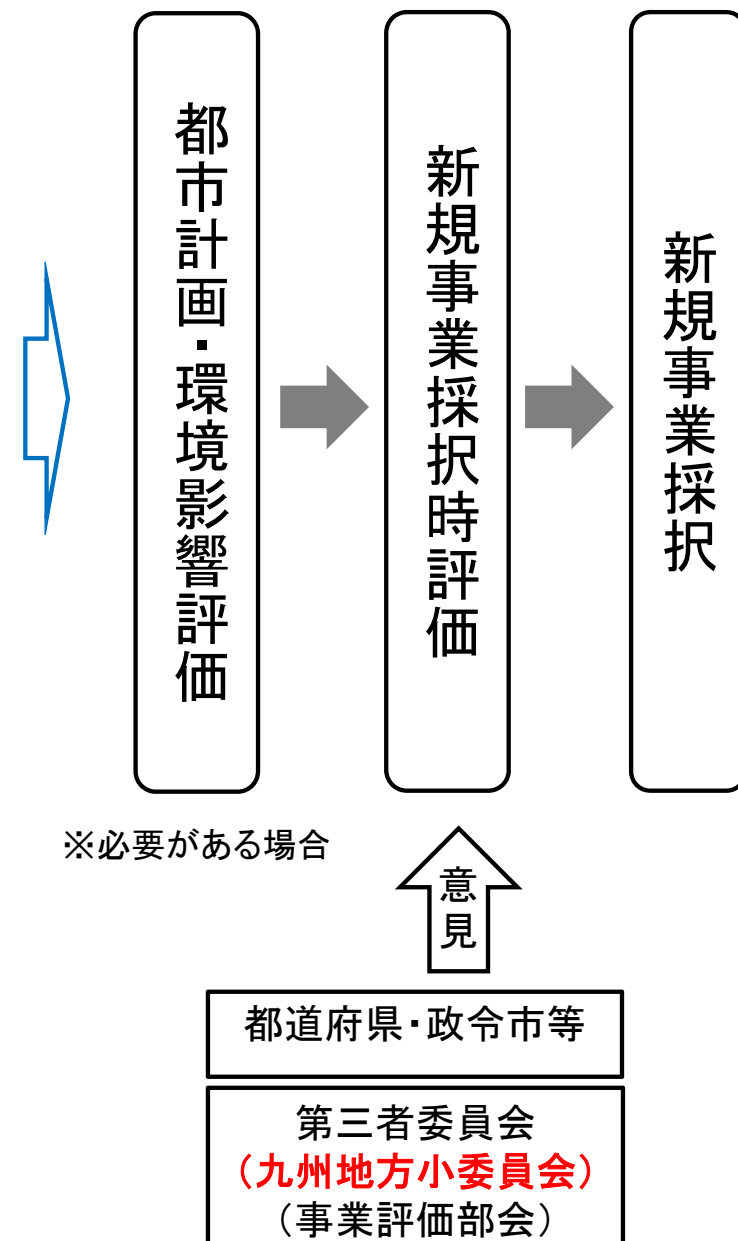 都市計画・環境影響評価
新規事業採択時評価
新規事業採択
※必要がある場合
意見
都道府県・政令市等
第三者委員会
（九州地方小委員会）
（事業評価部会）